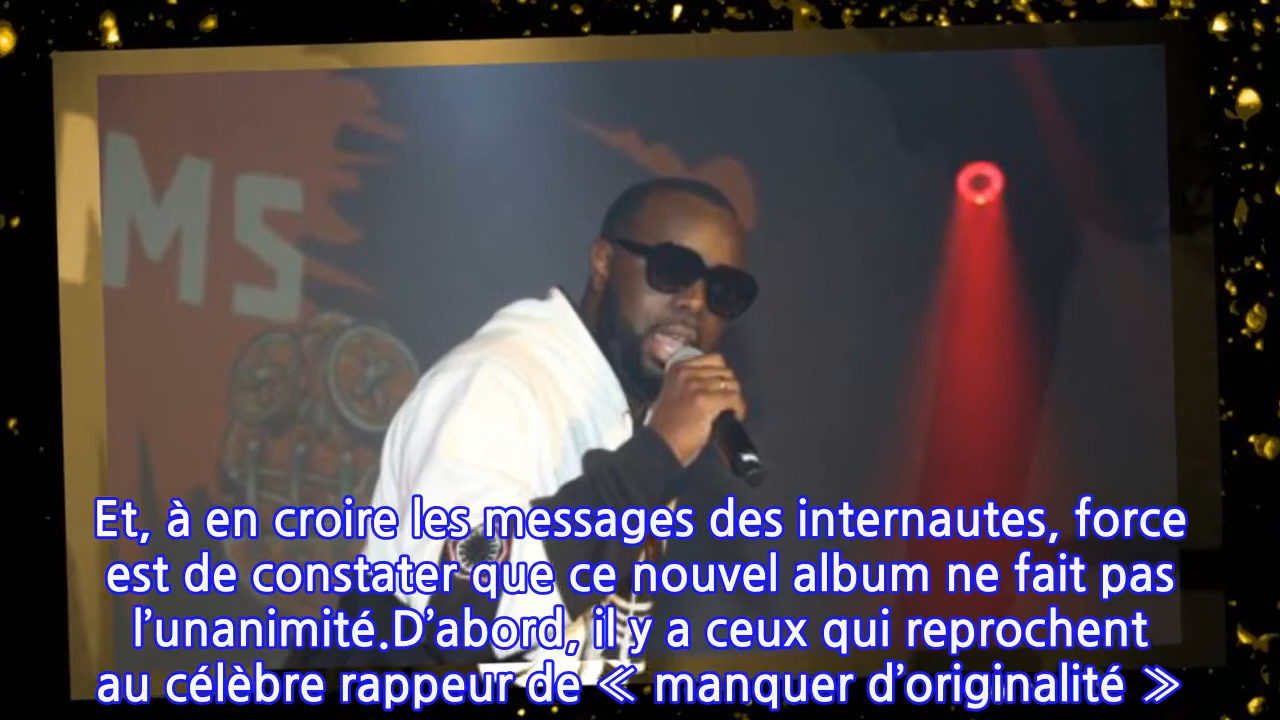 MS
Et, à en croire les messages des internautes, force
est de constater que ce nouvel album ne fait pas
l’unanimité.D’abord, il y a ceux qui reprochent
au célèbre rappeur de ≪ manquer d’originalité ≫